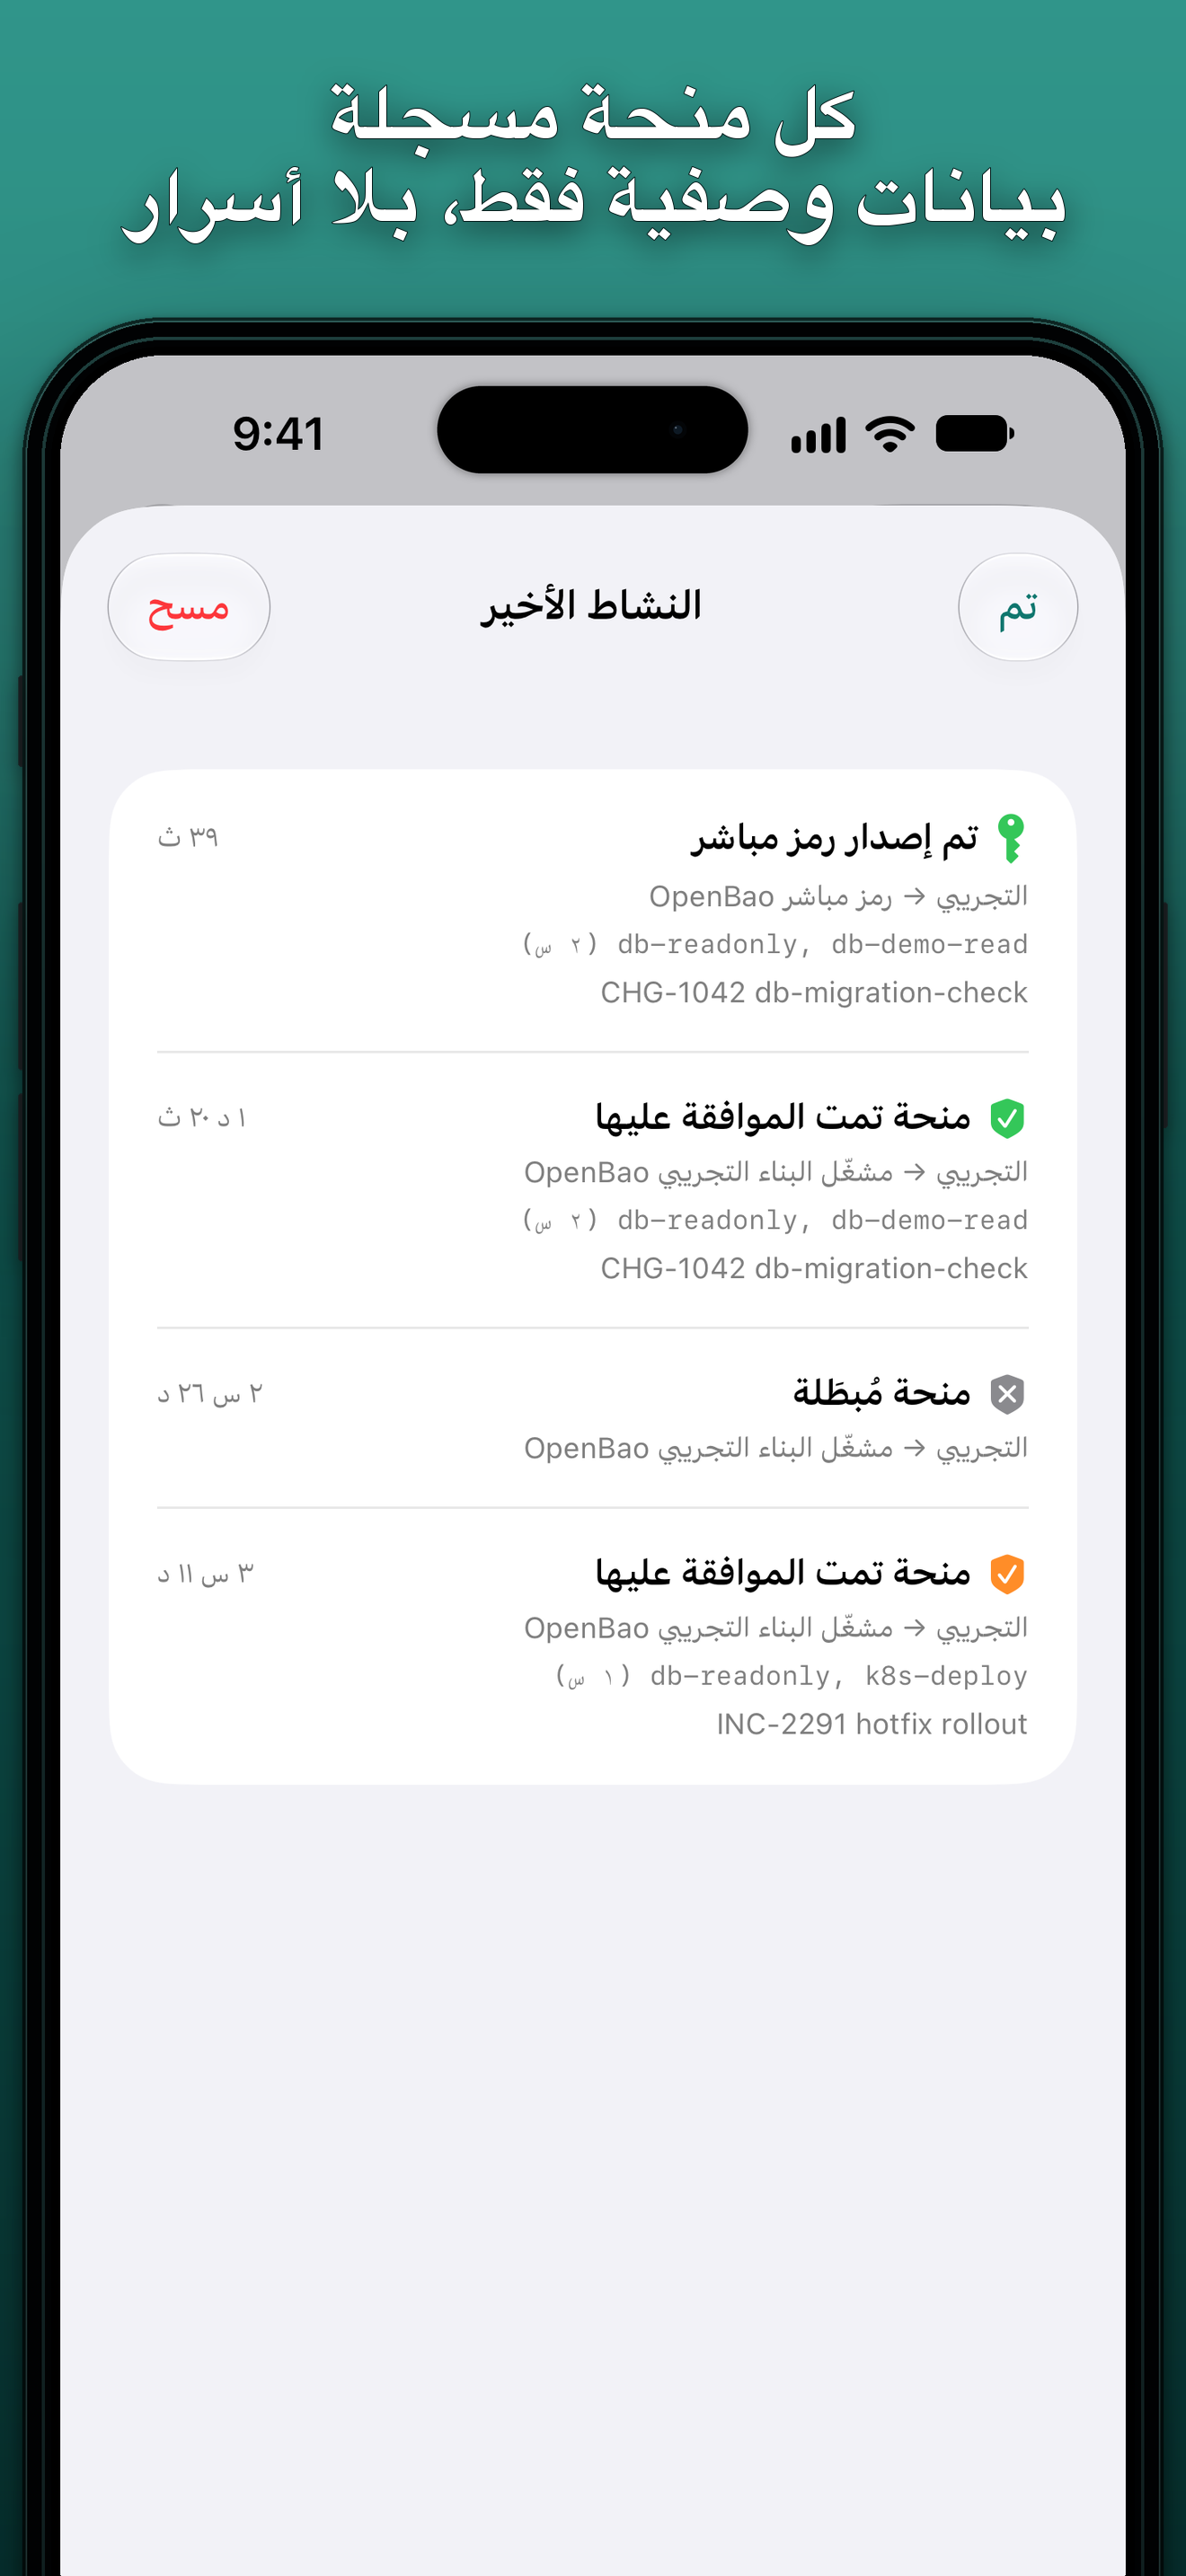 كل منحة مسجلة
بيانات وصفية فقط، بلا أسرار
9:41
تم
النشاط الأخير
مسح
تم إصدار رمز مباشر
٣٩ ث
التجريبي → رمز مباشر OpenBao
db-readonly, db-demo-read (٢ س)
CHG-1042 db-migration-check
منحة تمت الموافقة عليها
١ د ٢٠ ث
التجريبي → مشغّل البناء التجريبي OpenBao
db-readonly, db-demo-read (٢ س)
CHG-1042 db-migration-check
منحة مُبطَلة
٢ س ٢٦ د
التجريبي → مشغّل البناء التجريبي OpenBao
منحة تمت الموافقة عليها
٣ س ١١ د
التجريبي → مشغّل البناء التجريبي OpenBao
db-readonly, k8s-deploy (١ س)
INC-2291 hotfix rollout